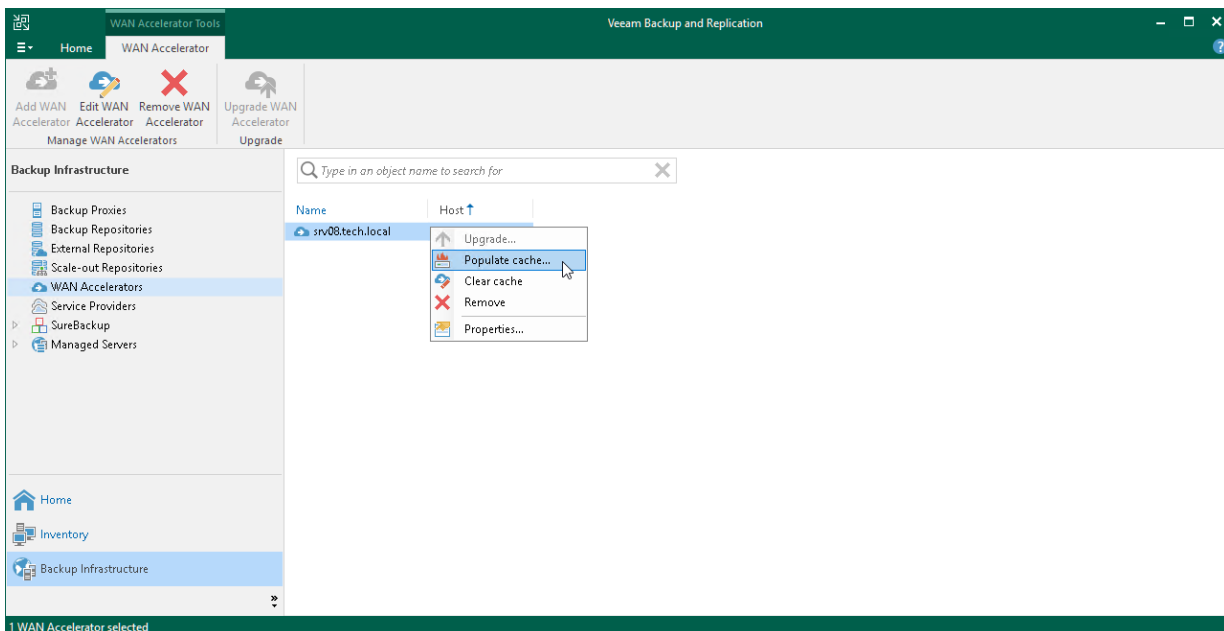 WAN Accelerator Tools
Veeam Backup and Replication
Home
WAN Accelerator
Add WAN Accelerator
Edit WAN Accelerator
Remove WAN Accelerator
Upgrade WAN Accelerator
Manage WAN Accelerators
Upgrade
Backup Infrastructure
Type in an object name to search for
Backup Proxies
Backup Repositories
External Repositories
Scale-out Repositories
WAN Accelerators
Service Providers
SureBackup
Managed Servers
Name
Host
srv08.tech.local
Upgrade...
Populate cache...
Clear cache
Remove
Properties...
Home
Inventory
Backup Infrastructure
1 WAN Accelerator selected